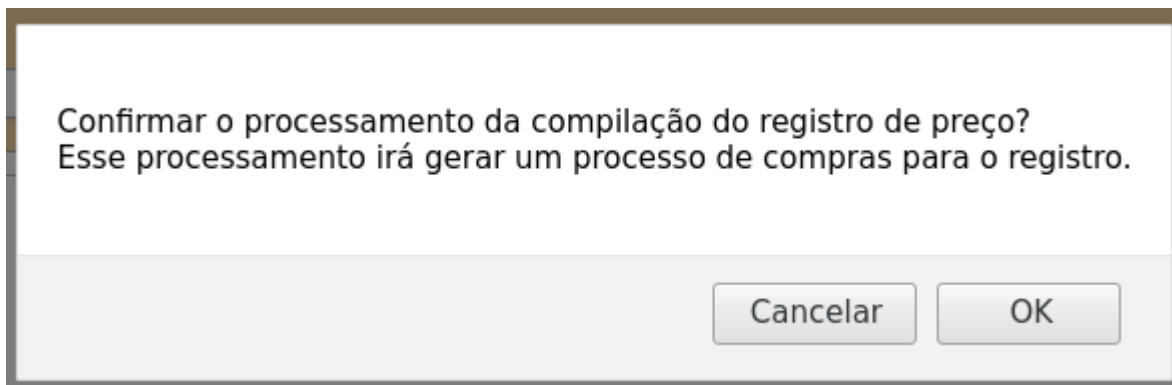 Confirmar o processamento da compilação do registro de preço?
Esse processamento irá gerar um processo de compras para o registro.
Cancelar
OK